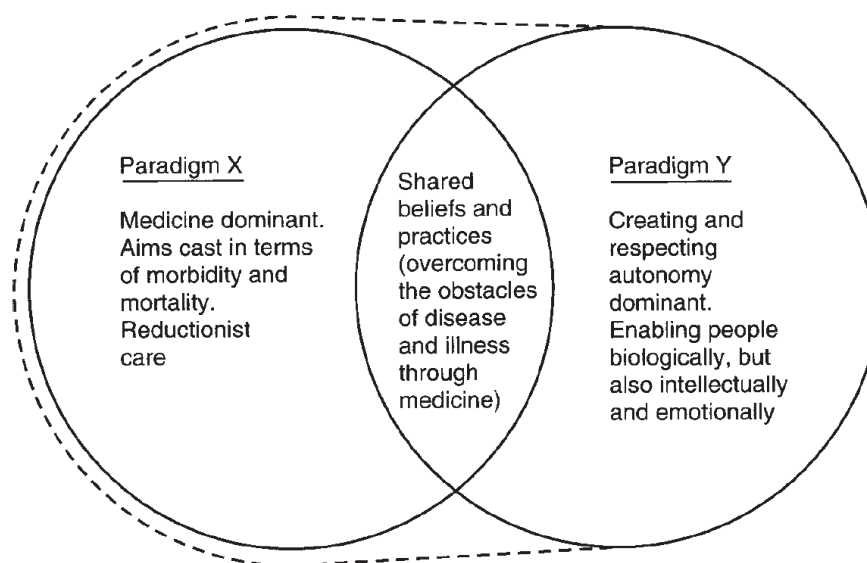 Paradigm X
Medicine dominant.
Aims cast in terms
of morbidity and
mortality.
Reductionist
care
Shared
beliefs and
practices
(overcoming
the obstacles
of disease
and illness
through
medicine)
Paradigm Y
Creating and
respecting
autonomy
dominant.
Enabling people
biologically, but
also intellectually
and emotionally